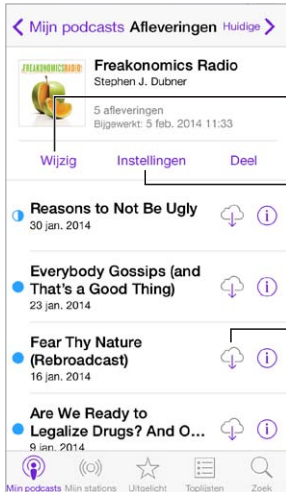 Mijn podcasts Afleveringen Huidige
FREAKONOMICS RADIO
Freakonomics Radio
Stephen J. Dubner
5 afleveringen
Bijgewerkt: 5 feb. 2014 11:33
Wijzig Instellingen Deel
Reasons to Not Be Ugly
30 jan. 2014
Everybody Gossips (and
That's a Good Thing)
23 jan. 2014
Fear Thy Nature
(Rebroadcast)
16 jan. 2014
Are We Ready to
Legalize Drugs? And O...
9 jan. 2014
Mijn podcasts Mijn stations Uitgelicht Toplijsten Zoek